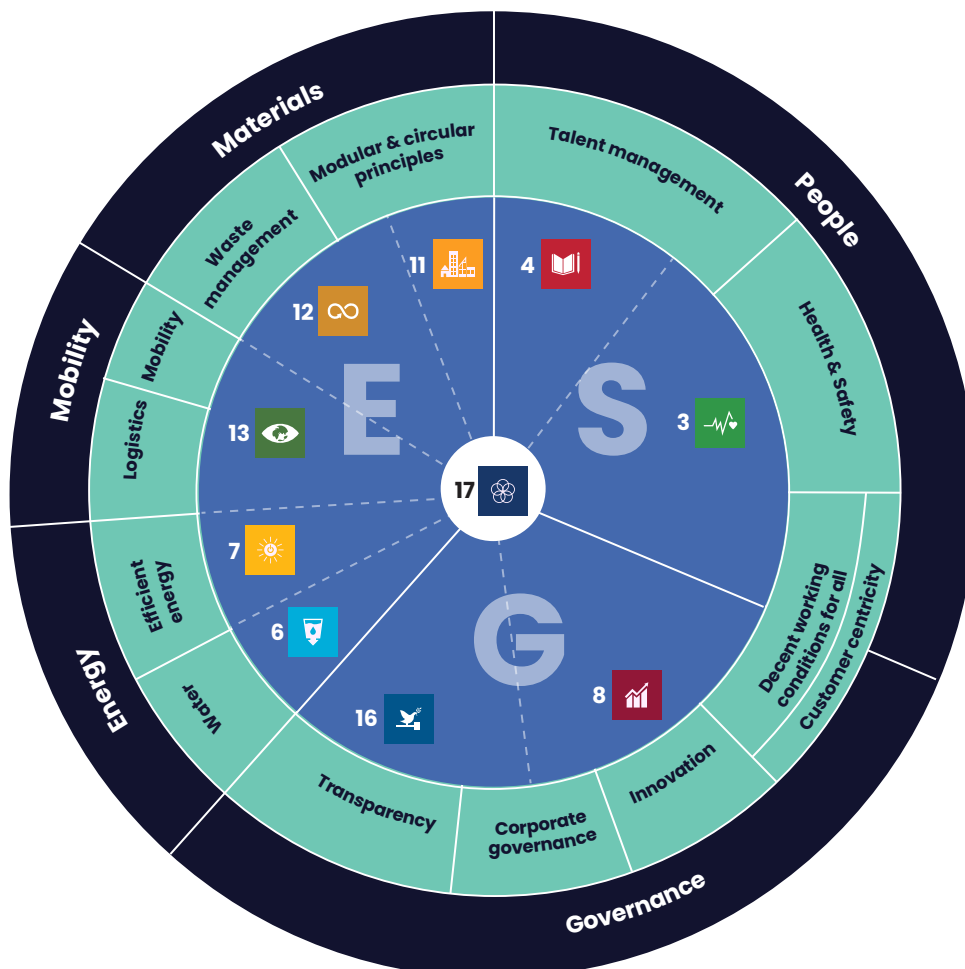 Materials
People
Mobility
Energy
Governance
Modular & circular
principles
Talent management
Waste
management
Health & Safety
Mobility
Logistics
Efficient
energy
Water
Transparency
Corporate
governance
Innovation
Decent working
conditions for all
Customer centricity
11
4
12
E
S
3
13
17
7
6
G
16
8